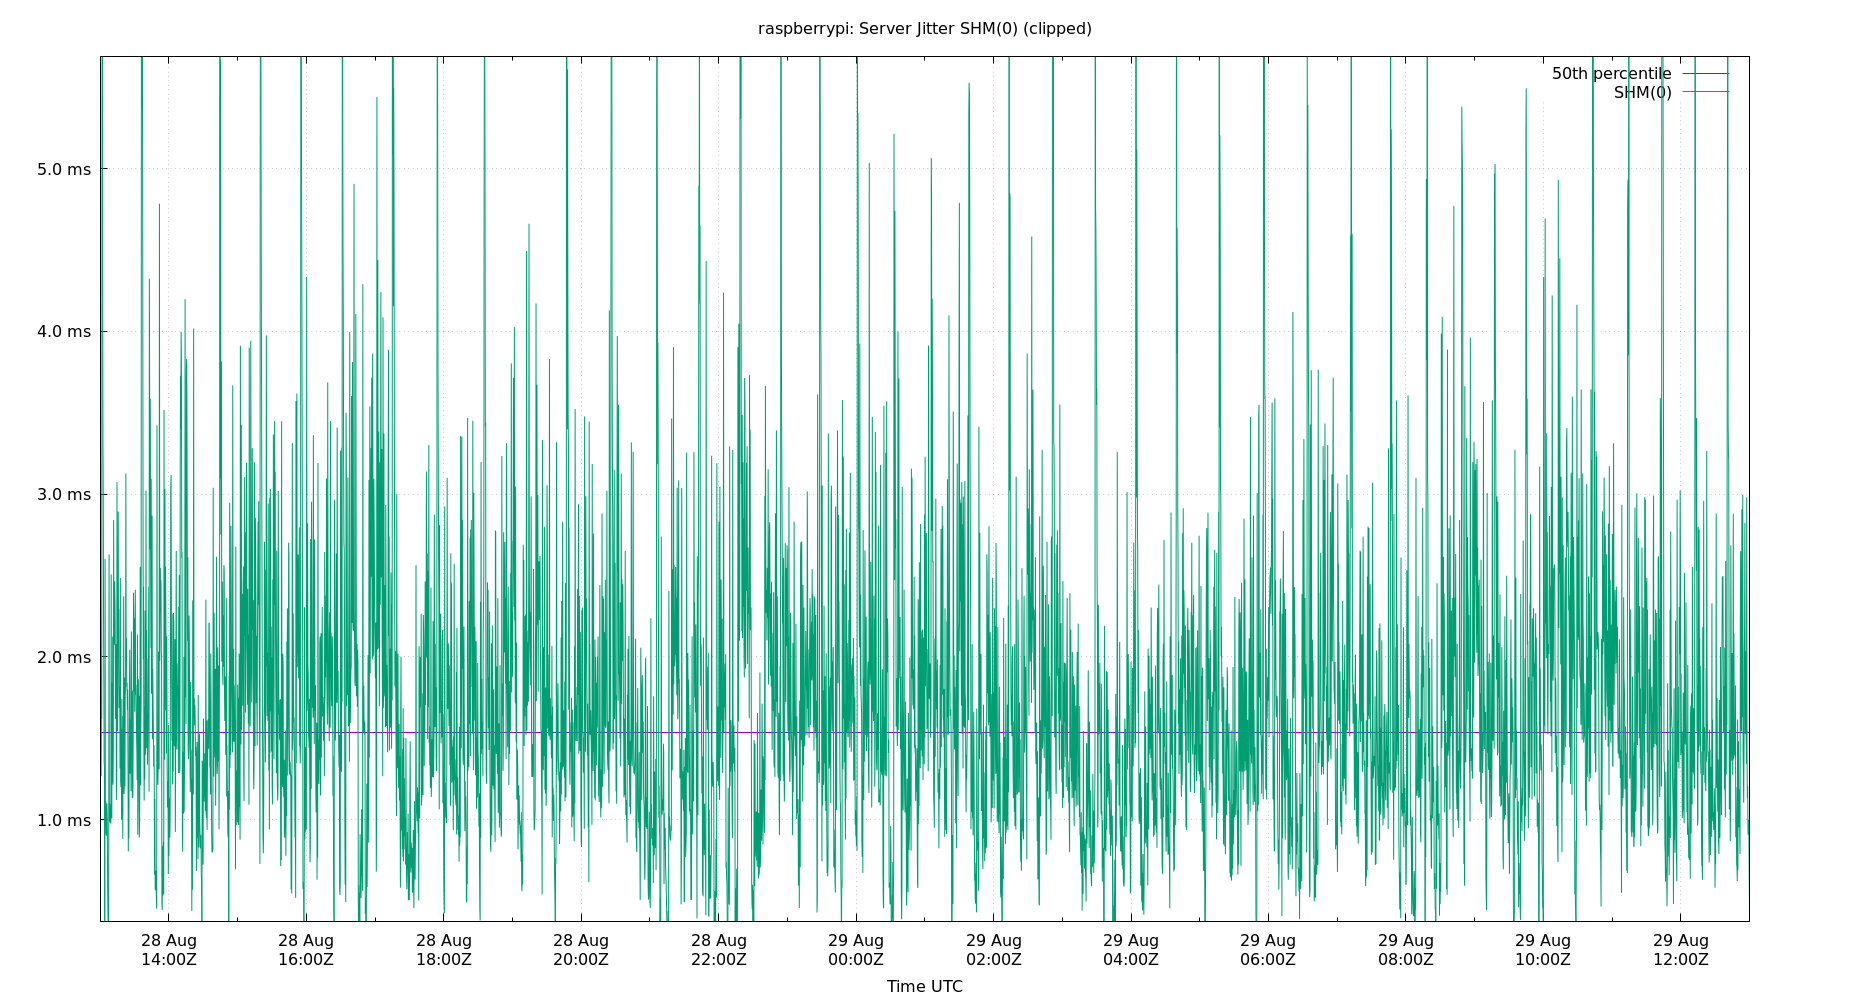 raspberrypi: Server Jitter SHM(0) (clipped)
50th percentile
SHM(0)
5.0 ms
4.0 ms
3.0 ms
2.0 ms
1.0 ms
28 Aug 28 Aug 28 Aug 28 Aug 28 Aug 29 Aug 29 Aug 29 Aug 29 Aug 29 Aug 29 Aug 29 Aug
14:00Z 16:00Z 18:00Z 20:00Z 22:00Z 00:00Z 02:00Z 04:00Z 06:00Z 08:00Z 10:00Z 12:00Z
Time UTC